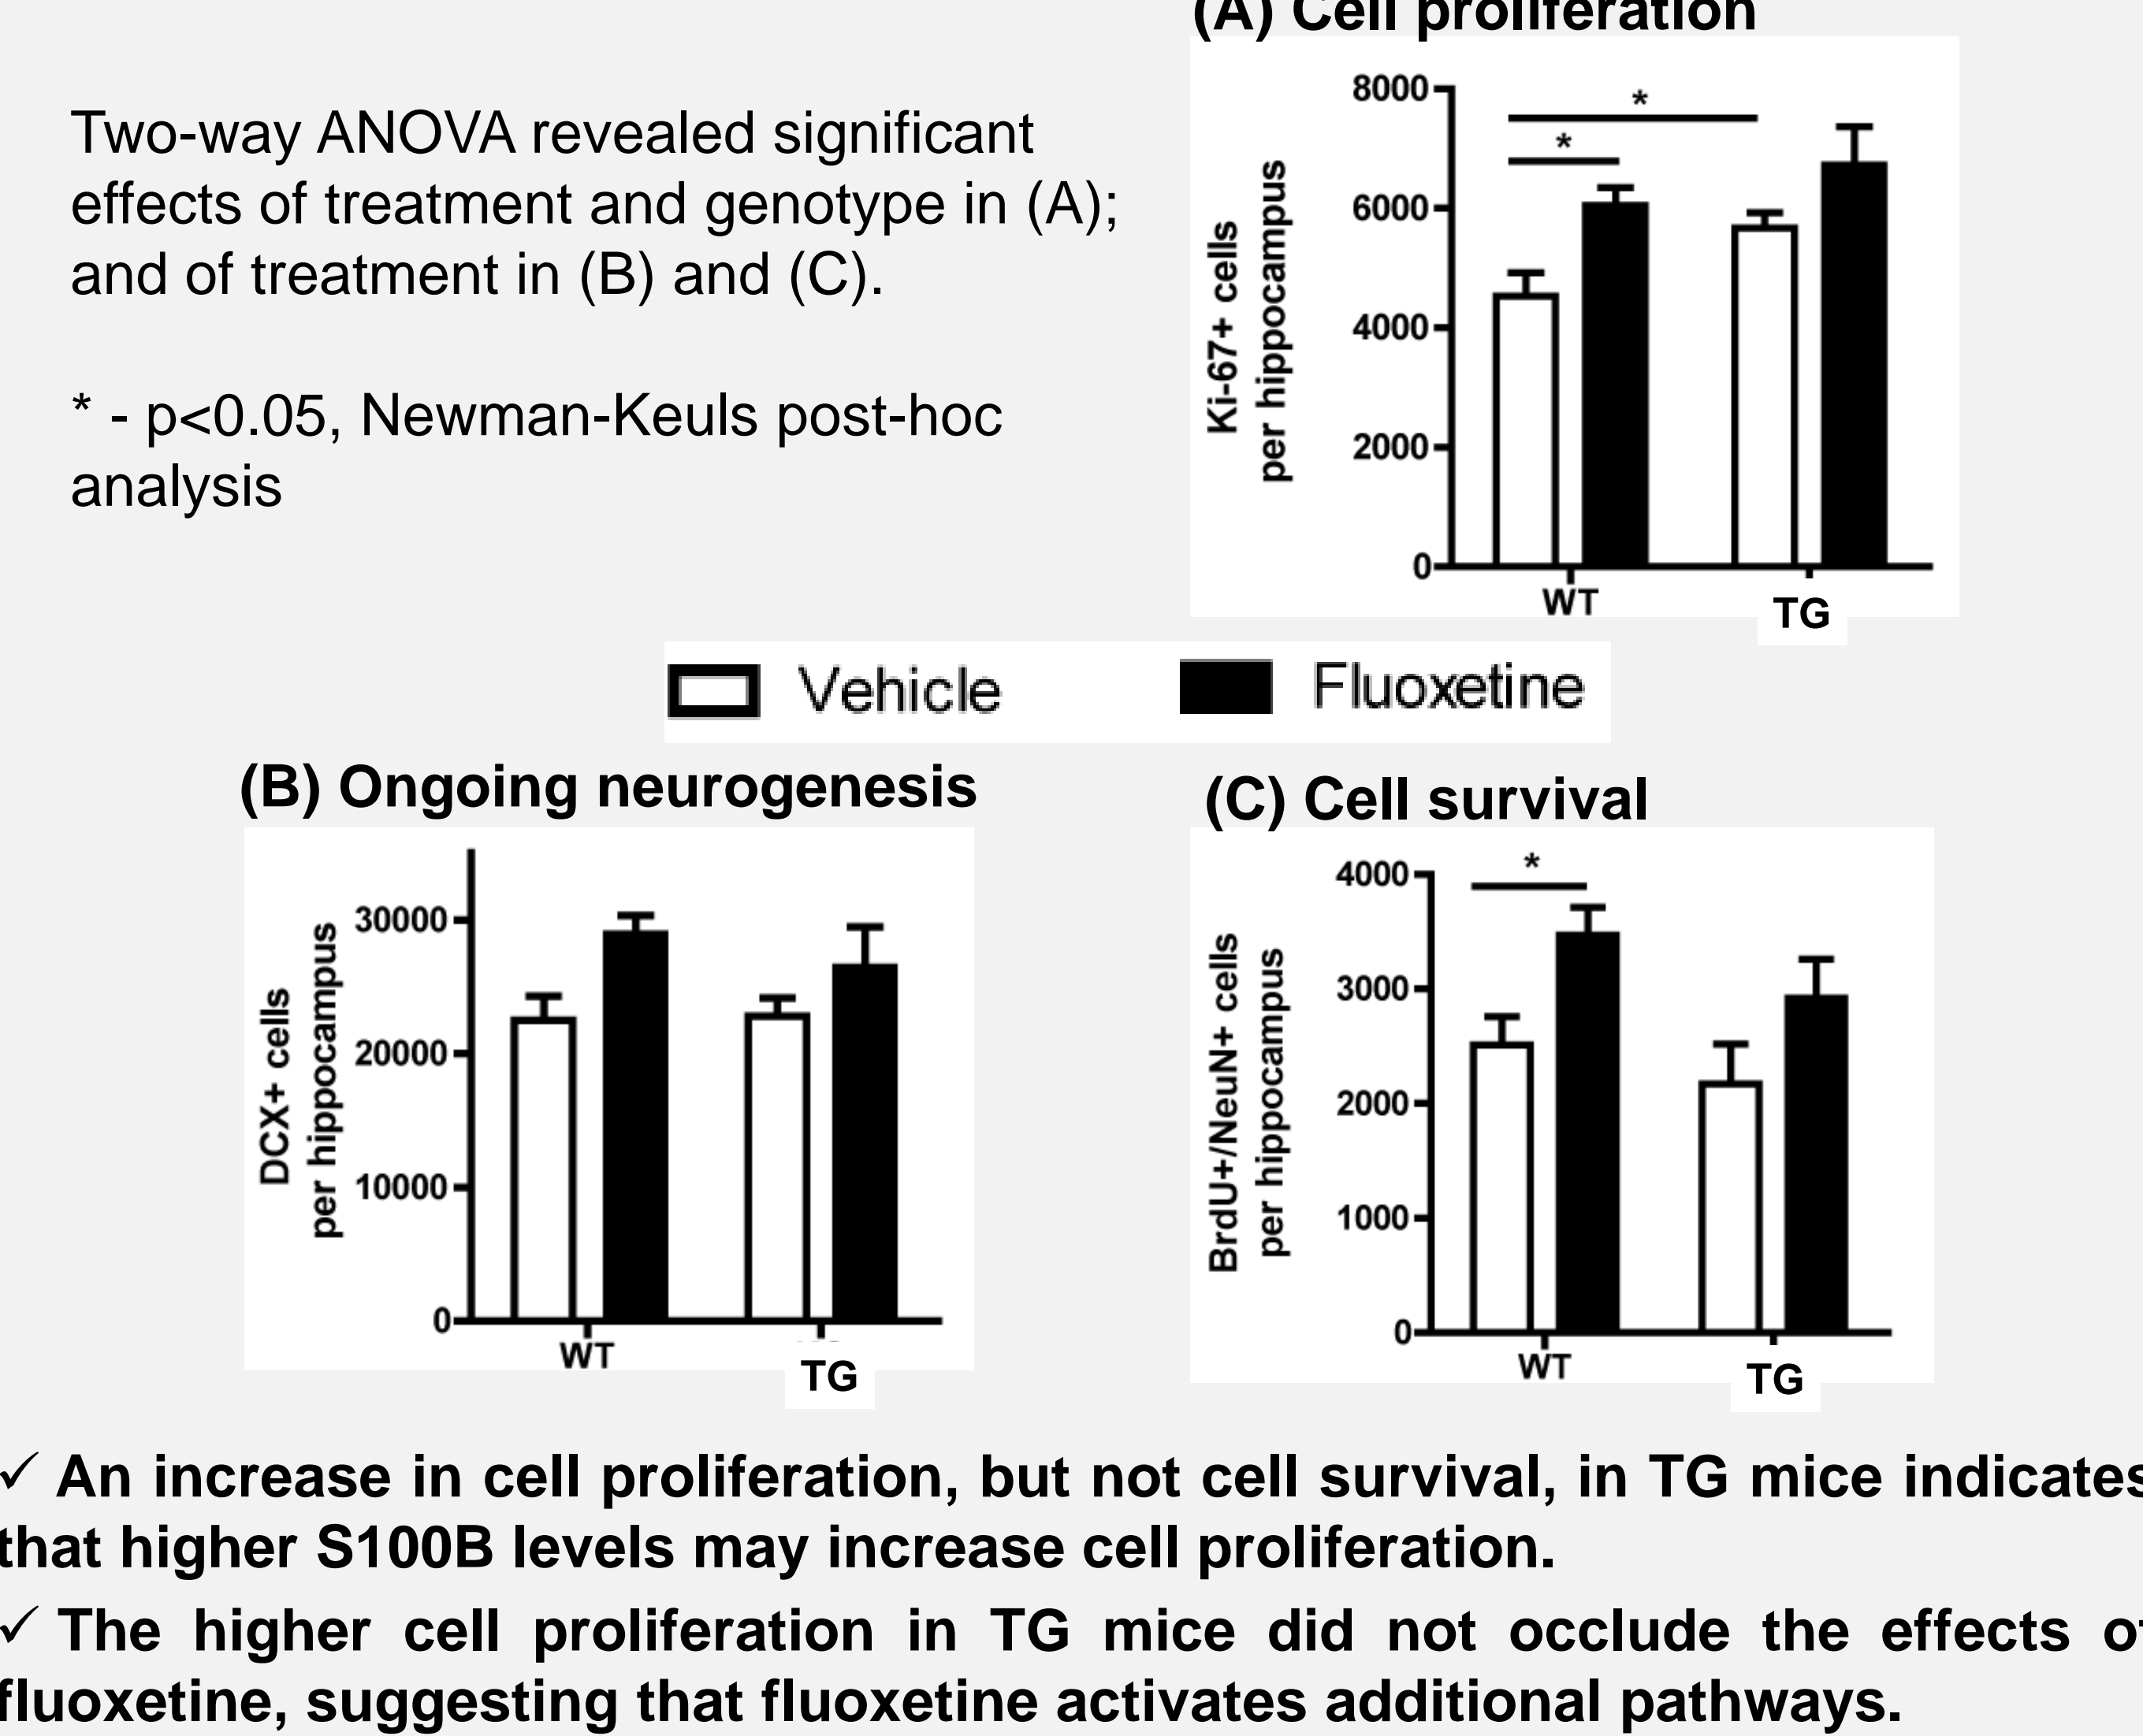 (A) Cell proliferation
Two-way ANOVA revealed significant
effects of treatment and genotype in (A);
and of treatment in (B) and (C).
* - p<0.05, Newman-Keuls post-hoc
analysis
Ki-67+ cells
per hippocampus
8000
6000
4000
2000
0
*
*
WT
TG
Vehicle
Fluoxetine
(B) Ongoing neurogenesis
DCX+ cells
per hippocampus
30000
20000
10000
0
WT
TG
(C) Cell survival
BrdU+/NeuN+ cells
per hippocampus
4000
3000
2000
1000
0
*
WT
TG
✓ An increase in cell proliferation, but not cell survival, in TG mice indicates
that higher S100B levels may increase cell proliferation.
✓ The higher cell proliferation in TG mice did not occlude the effects of
fluoxetine, suggesting that fluoxetine activates additional pathways.